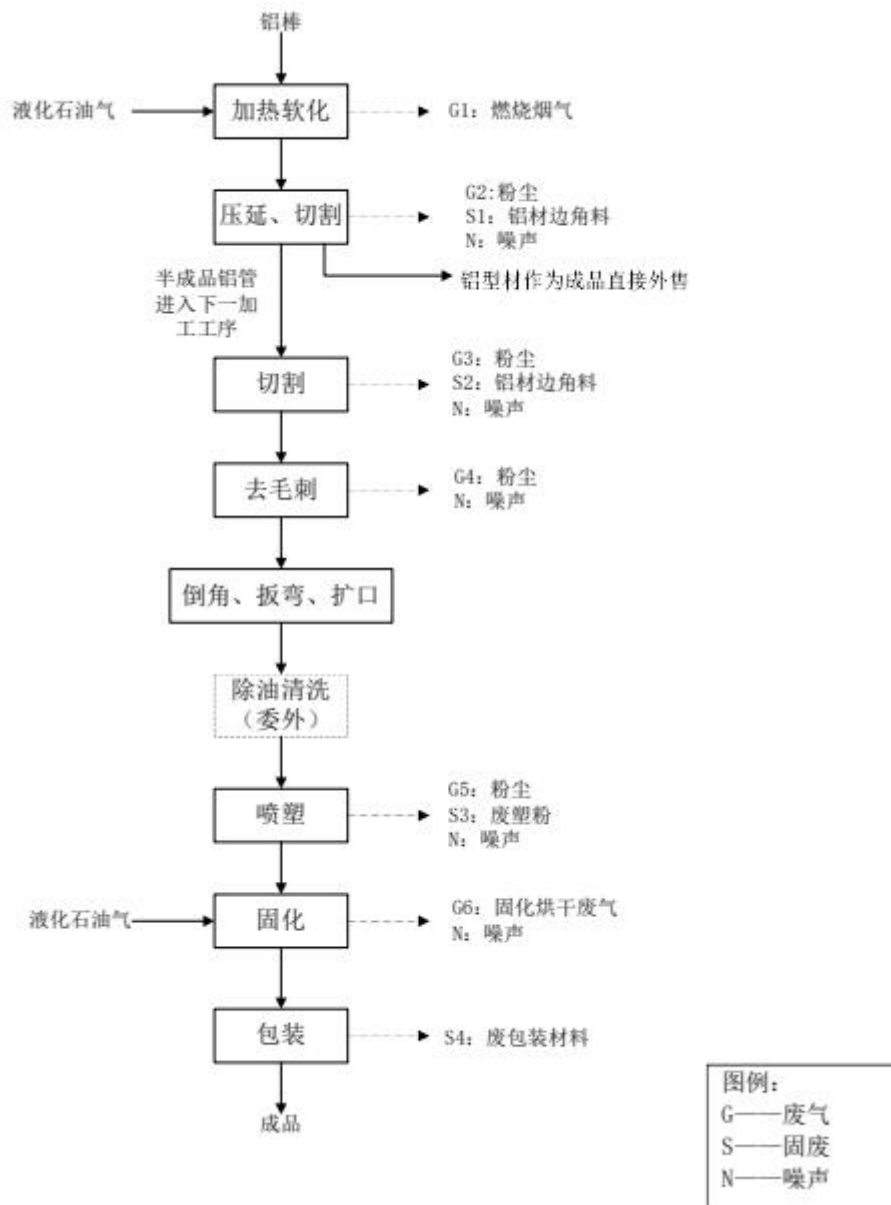 铝棒
液化石油气
加热软化
G1：燃烧烟气
压延、切割
G2:粉尘
S1：铝材边角料
N：噪声
铝型材作为成品直接外售
半成品铝管
进入下一加
工工序
切割
G3：粉尘
S2：铝材边角料
N：噪声
去毛刺
G4：粉尘
N：噪声
倒角、扳弯、扩口
除油清洗
（委外）
喷塑
G5：粉尘
S3：废塑粉
N：噪声
液化石油气
固化
G6：固化烘干废气
N：噪声
包装
S4：废包装材料
成品
图例：
G——废气
S——固废
N——噪声